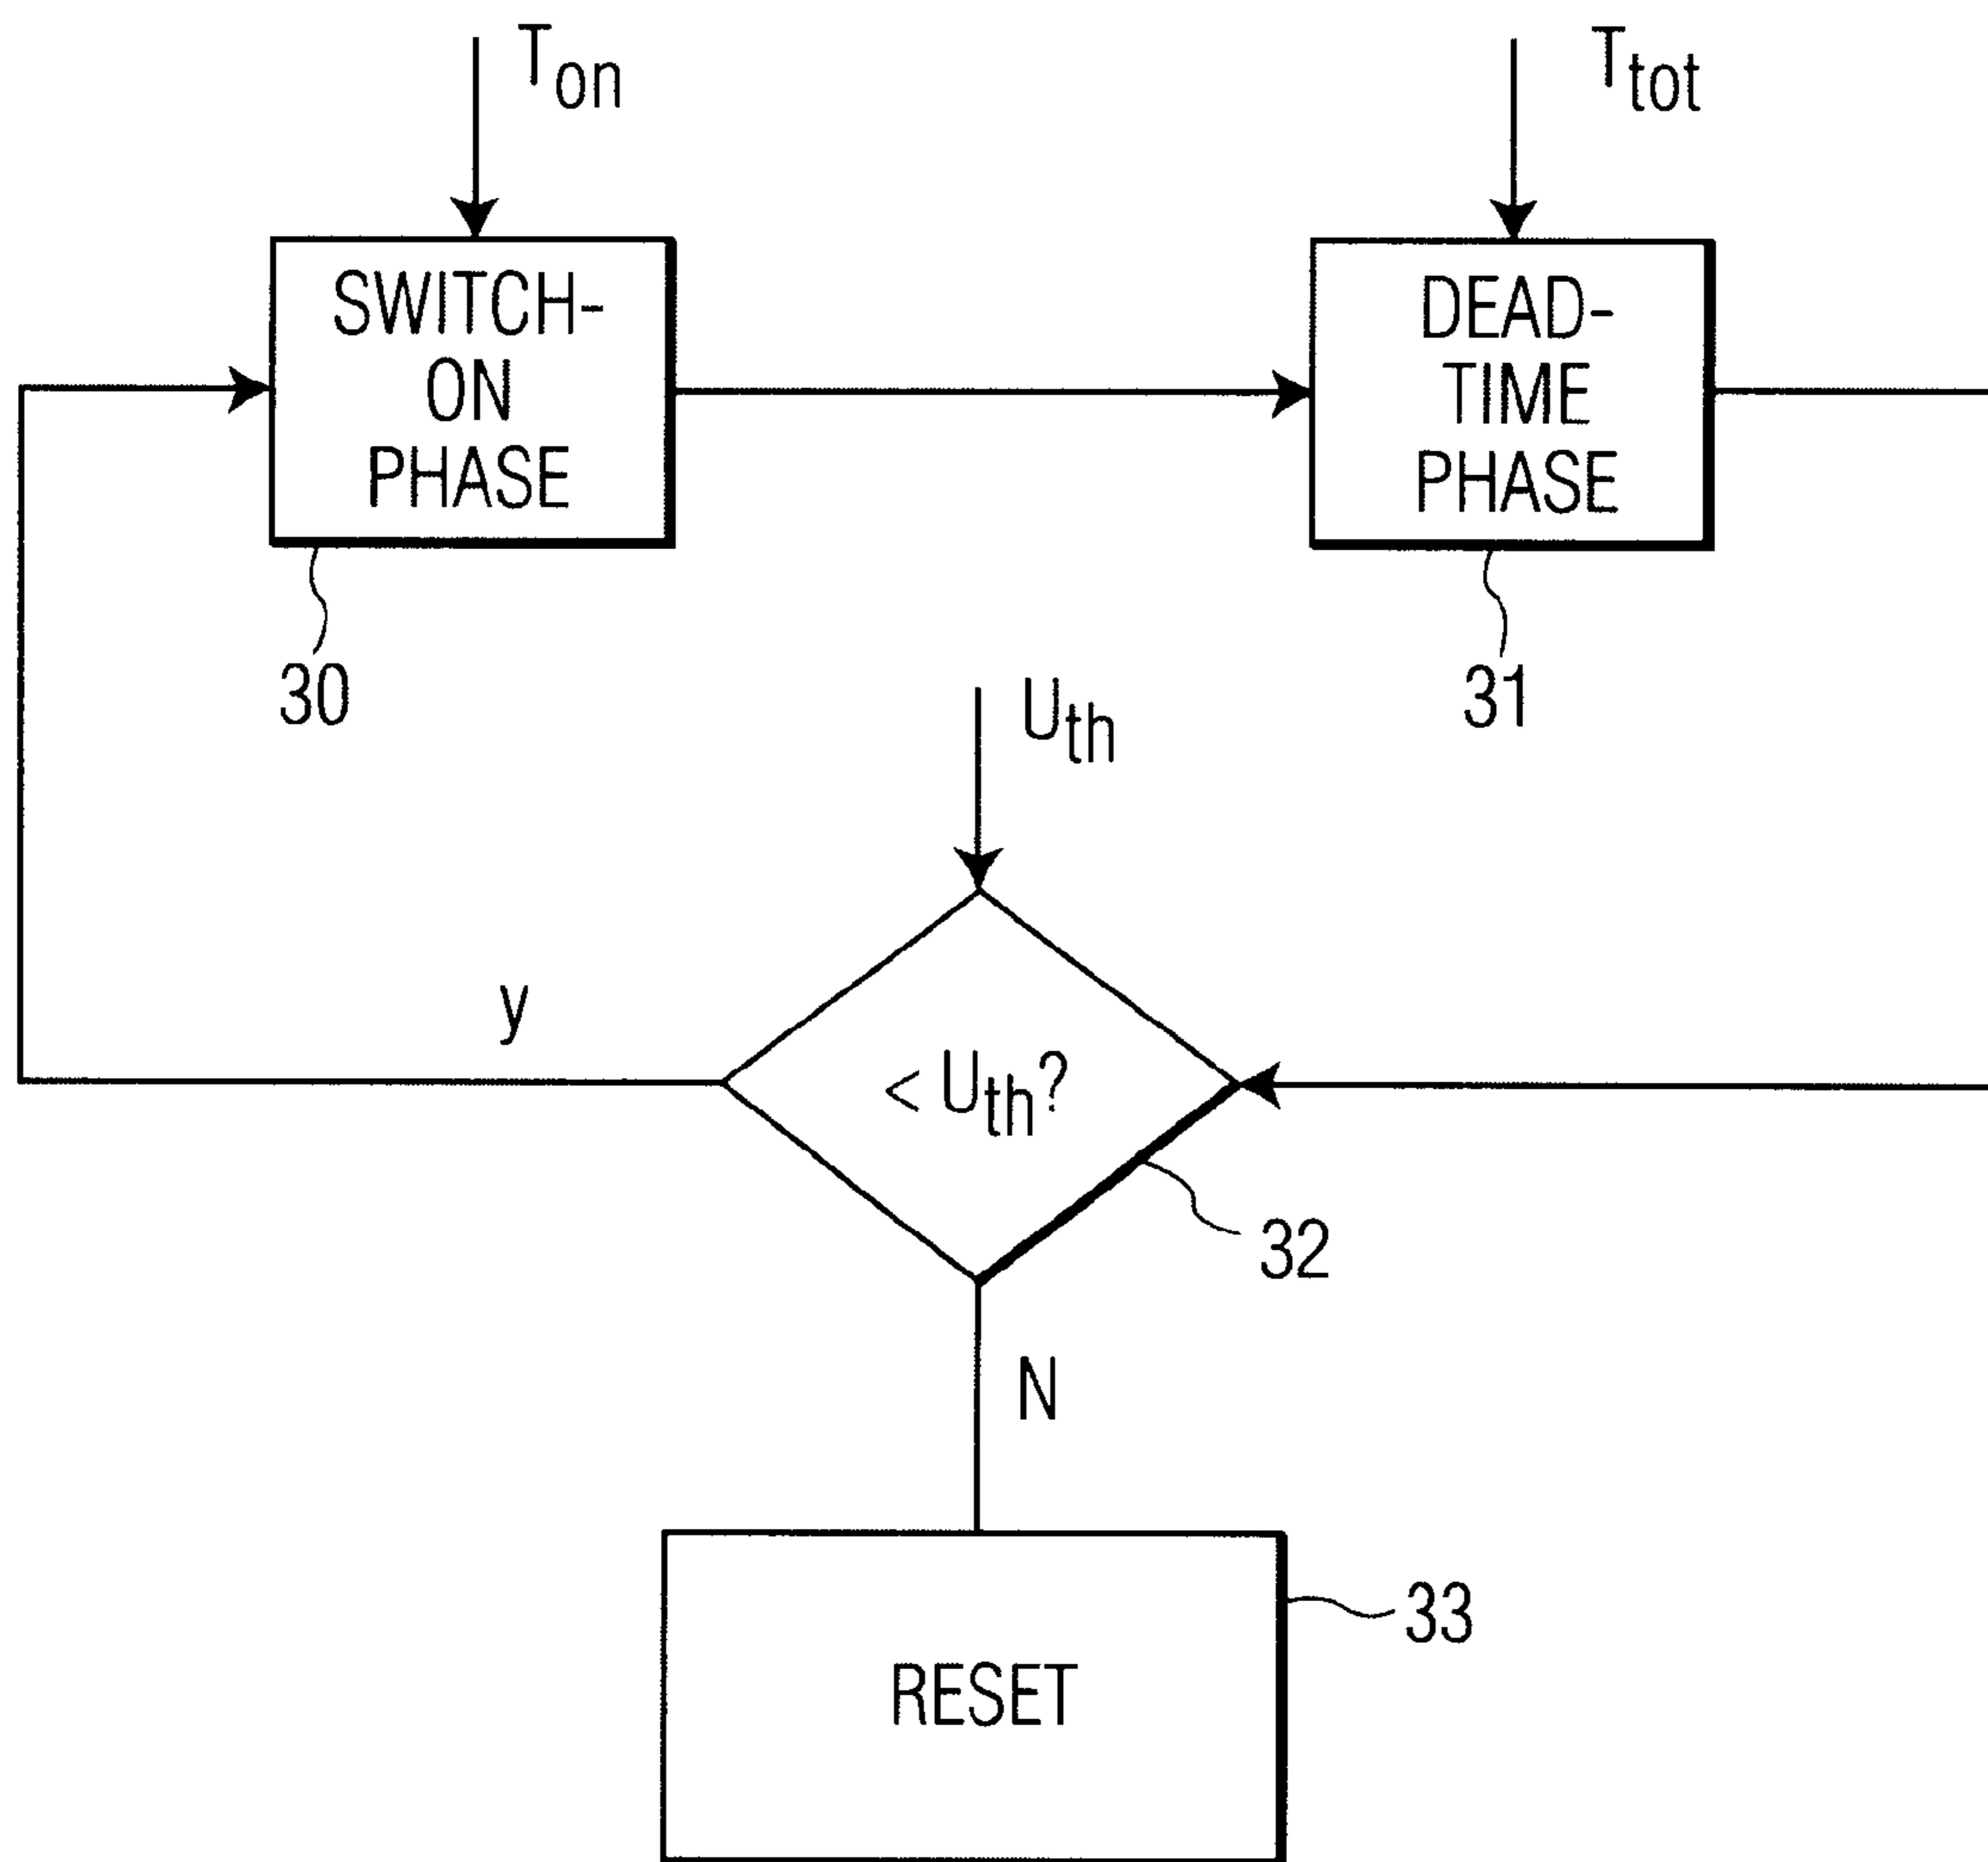 Ton
Ttot
SWITCH-
ON
PHASE
DEAD-
TIME
PHASE
30
31
Uth
y
< Uth?
32
N
33
RESET